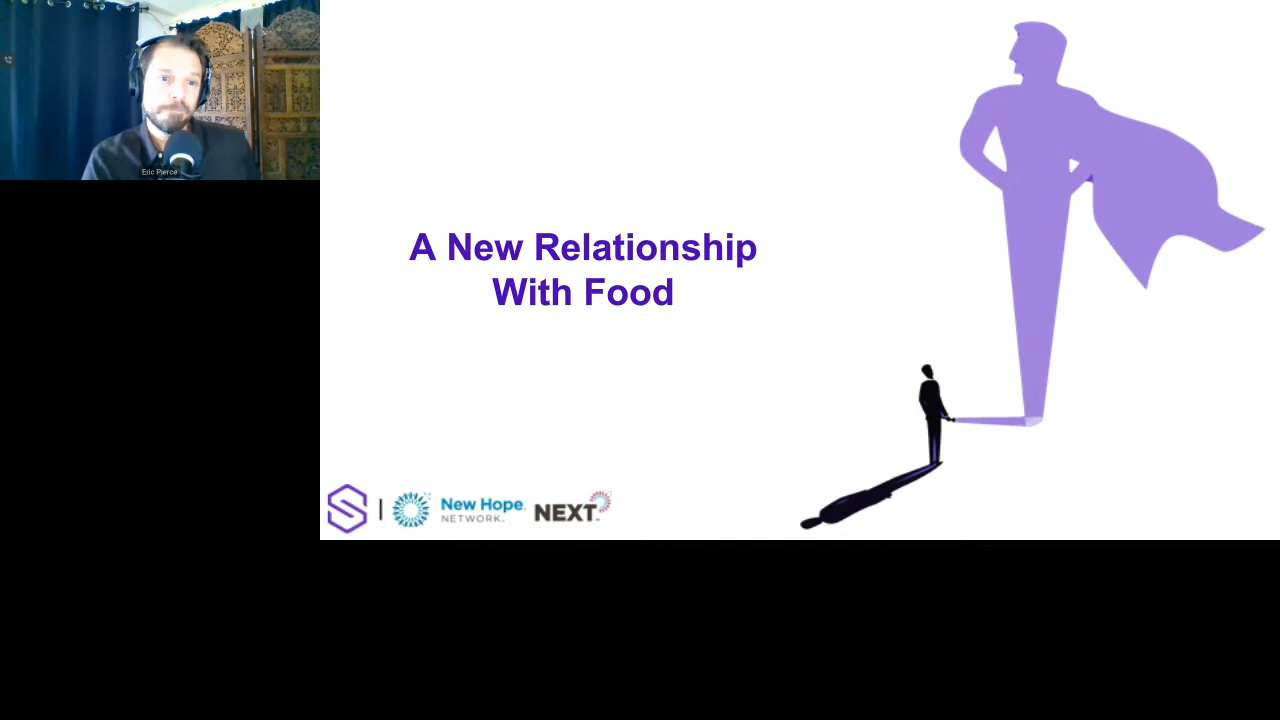 Eric Pierce
A New Relationship
With Food
New Hope
NETWORK
NEXT